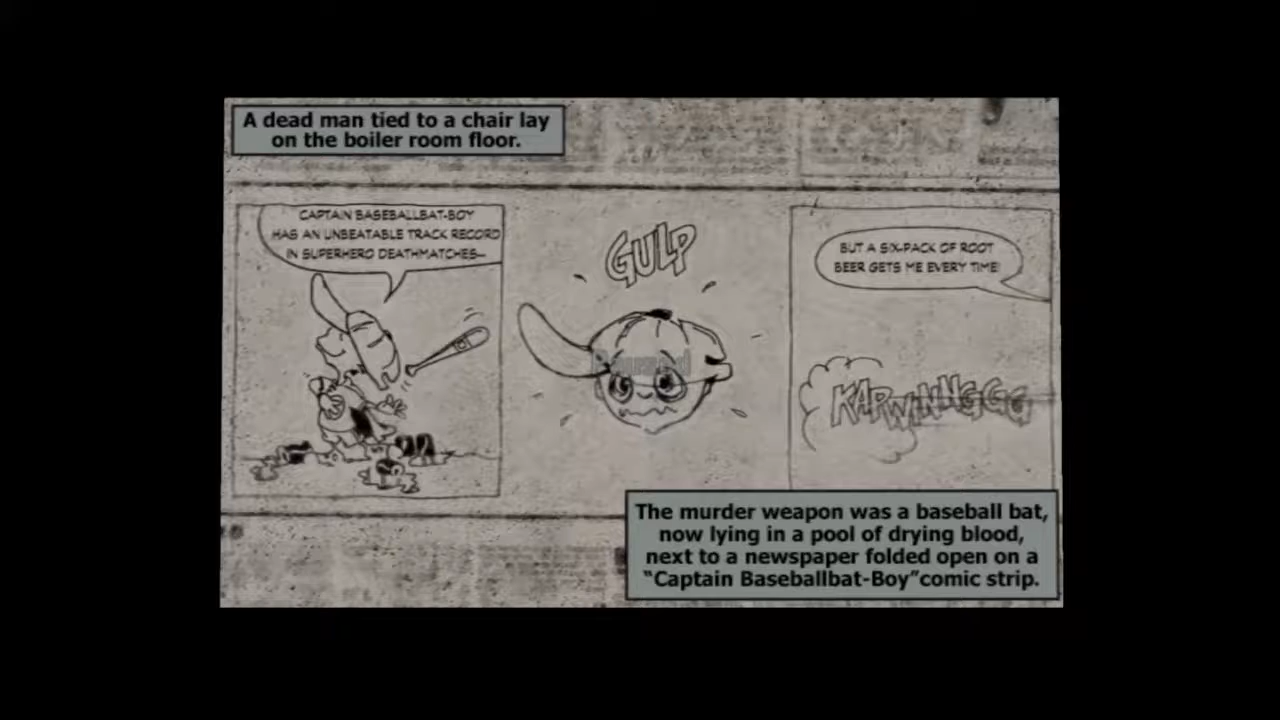 A dead man tied to a chair lay
on the boiler room floor.
CAPTAIN BASEBALLBAT-BOY
HAS AN UNBEATABLE TRACK RECORD
IN SUPERHERO DEATHMATCHES—
GULP
BUT A SIX-PACK OF ROOT
BEER GETS ME EVERY TIME!
KAPWINNGGG
The murder weapon was a baseball bat,
now lying in a pool of drying blood,
next to a newspaper folded open on a
“Captain Baseballbat-Boy”comic strip.